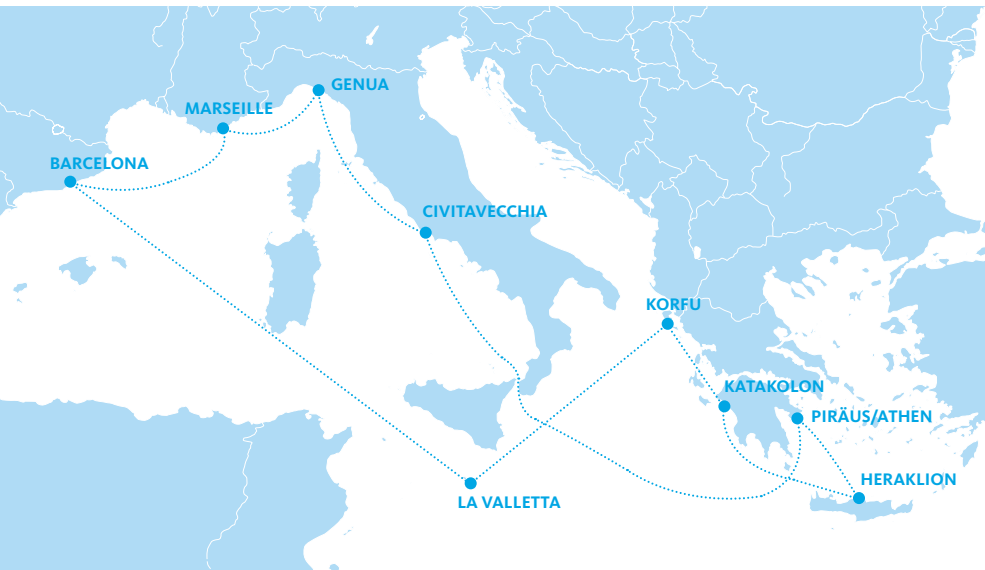 GENUA
MARSEILLE
BARCELONA
CIVITAVECCHIA
KORFU
KATAKOLON
PIRÄUS/ATHEN
HERAKLION
LA VALLETTA